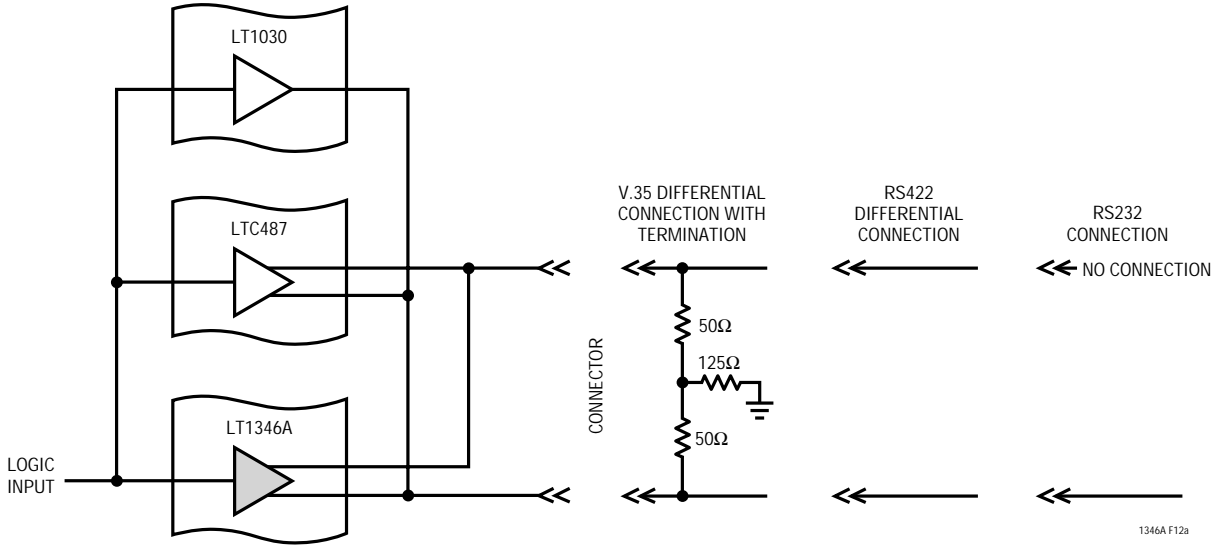 LT1030
LTC487
LT1346A
LOGIC
INPUT
CONNECTOR
V.35 DIFFERENTIAL
CONNECTION WITH
TERMINATION
50Ω
125Ω
50Ω
RS422
DIFFERENTIAL
CONNECTION
RS232
CONNECTION
NO CONNECTION
1346A F12a